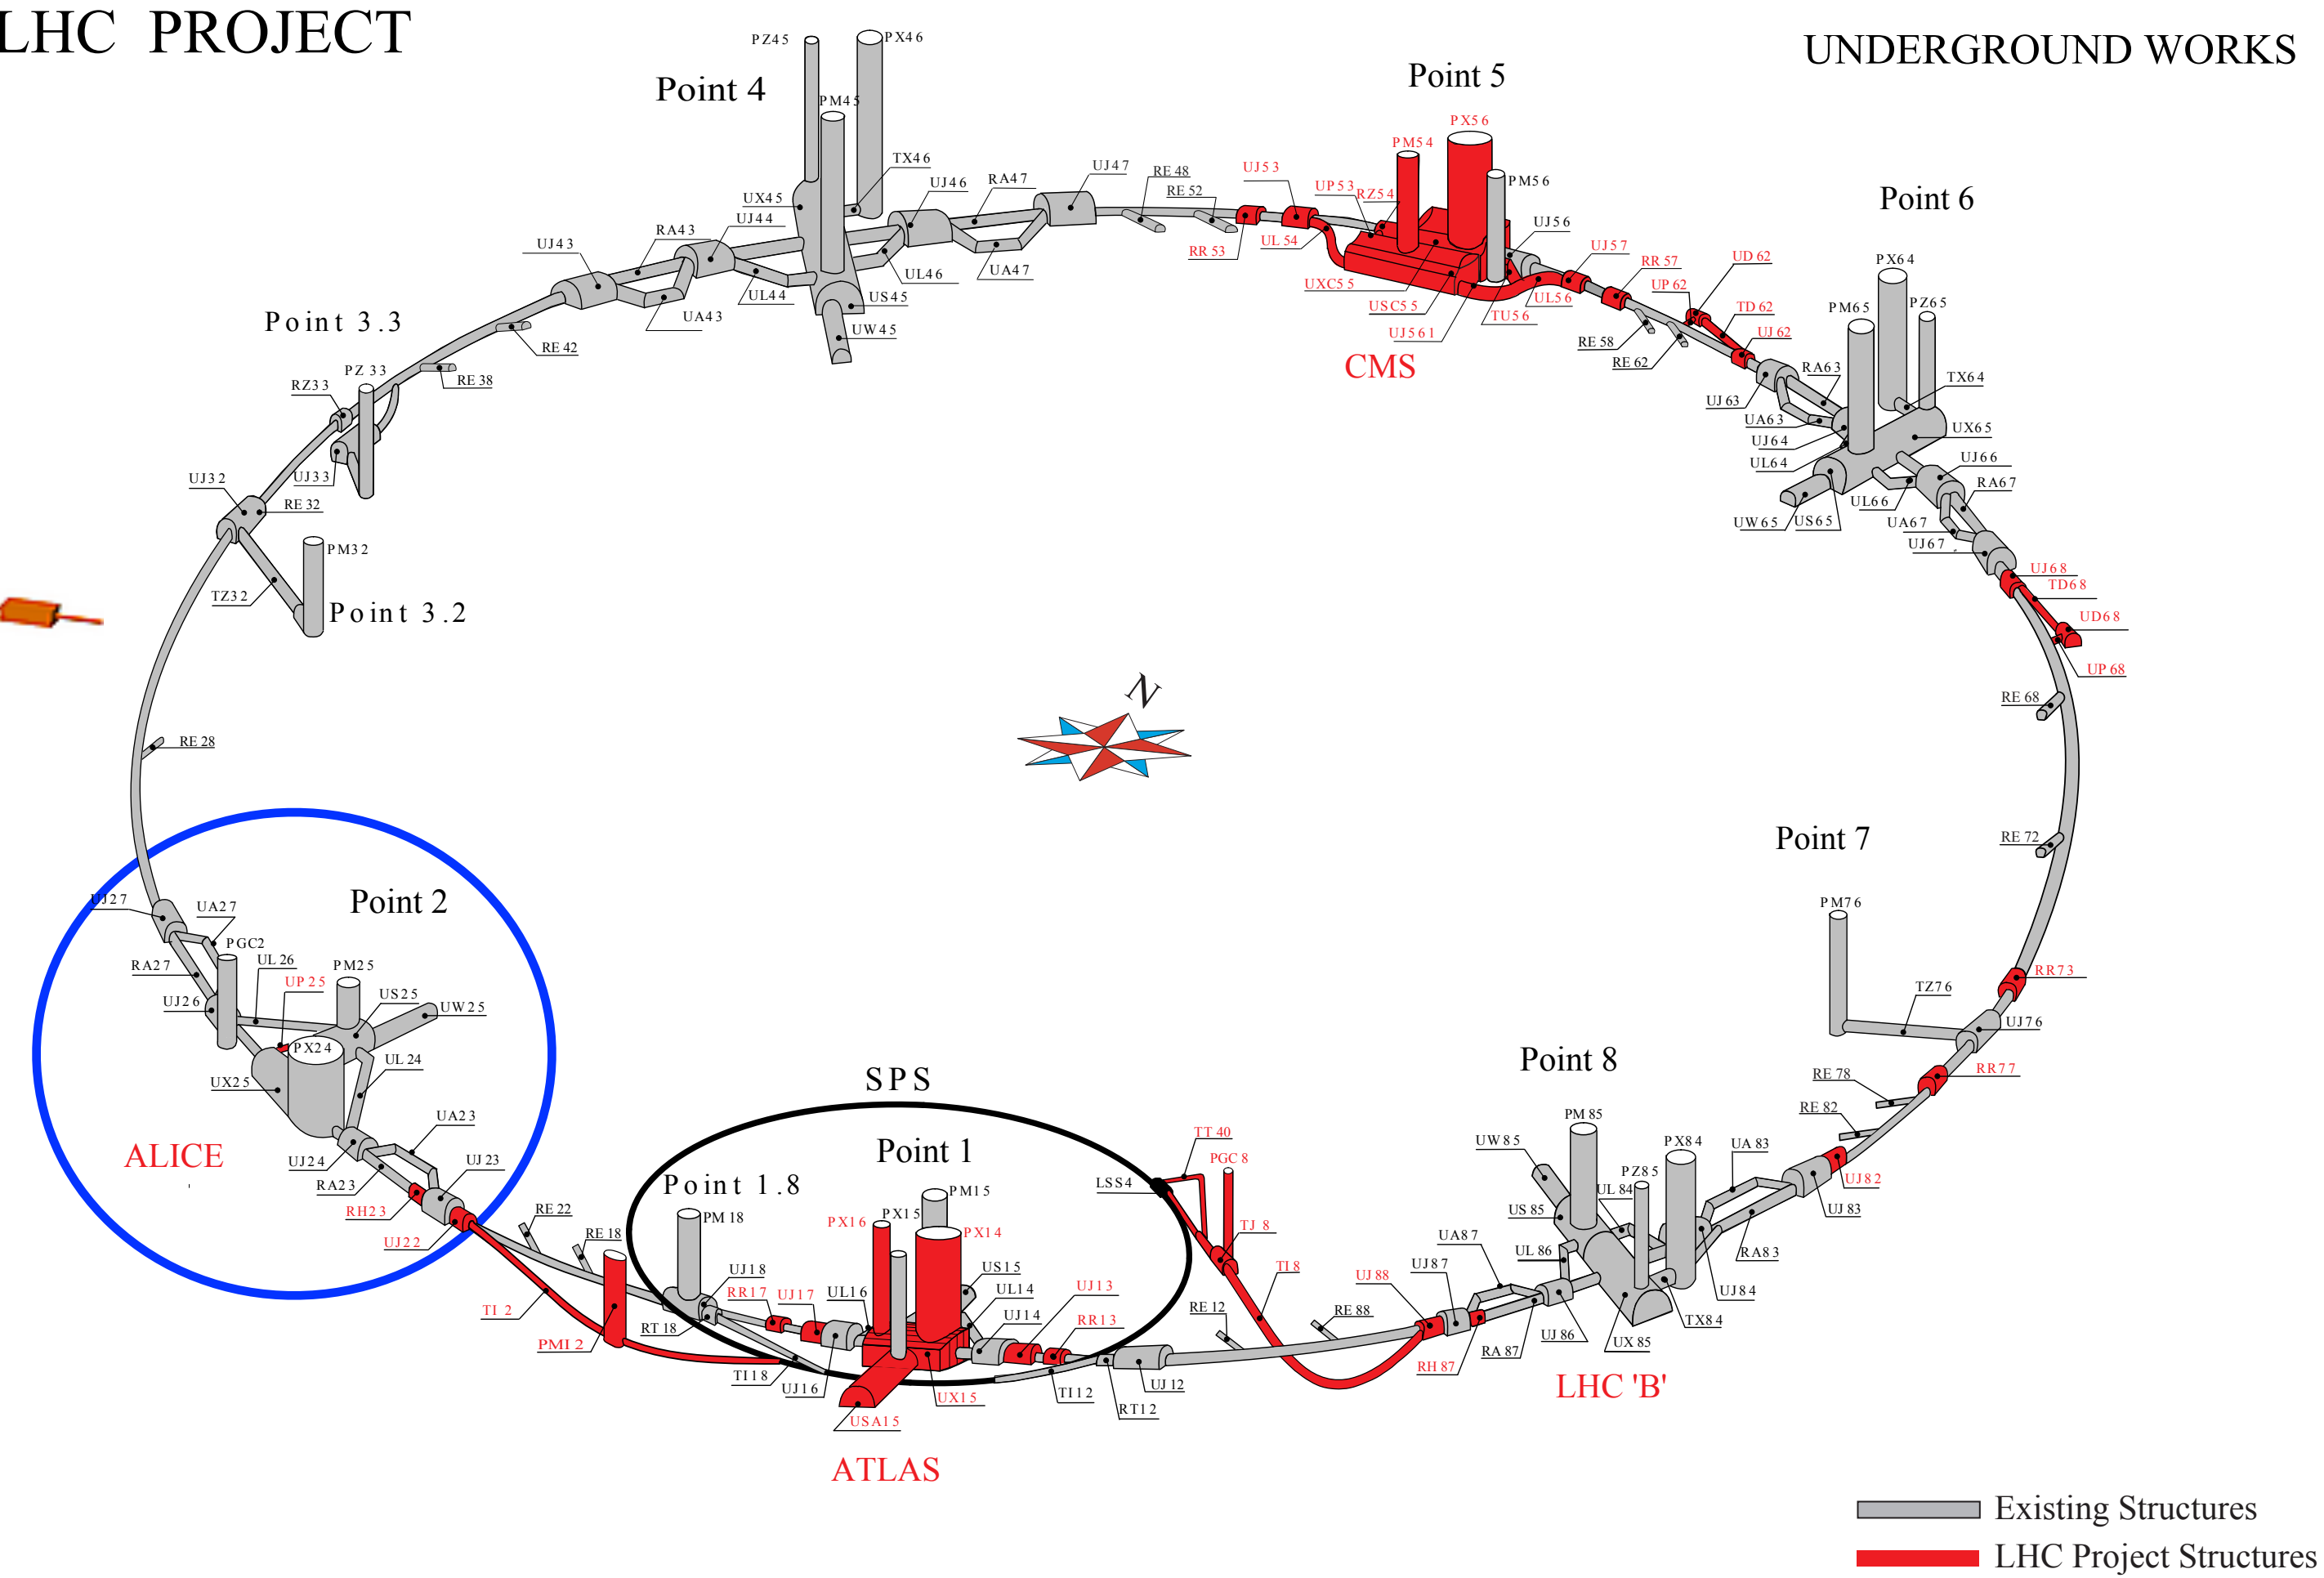 LHC PROJECT
UNDERGROUND WORKS
Point 4
PZ45
PX46
PM45
TX46
UX45
UJ44
RA43
UJ43
UL44
UA43
US45
UW45
UL46
UJ46
RA47
UA47
UJ47
RE 48
RE 52
Point 5
PX56
PM54
UJ53
UP53
RZ54
PM56
UJ56
RR 53
UL 54
UXC55
USC55
UJ561
TU56
UL56
UJ57
RR 57
CMS
RE 58
RE 62
UP 62
UD 62
TD 62
UJ 62
Point 6
PX64
PM65
PZ65
RA63
TX64
UJ 63
UA63
UJ64
UL64
UX65
UJ66
RA67
UL66
UW65
US65
UA67
UJ67
UJ68
TD68
UD68
UP 68
RE 68
RE 72
Point 3.3
PZ 33
RZ33
RE 42
RE 38
UJ33
UJ32
RE 32
PM32
TZ32
Point 3.2
N
RE 28
Point 2
UJ27
UA27
PGC2
RA27
UL 26
UP 25
PM25
US25
UW25
UJ26
PX24
UL 24
UX25
UA23
ALICE
UJ24
RA23
UJ 23
RH23
UJ22
RE 22
RE 18
TI 2
PMI 2
SPS
Point 1
Point 1.8
PM 18
PX16
PX15
PM15
PX14
UJ18
RR17
UJ17
UL16
US15
UL14
UJ14
UJ13
RR13
RT 18
TI18
UJ16
USA15
UX15
TI12
RT12
UJ 12
ATLAS
TT 40
PGC 8
LSS4
TJ 8
TI 8
RE 12
RE 88
UJ 88
UJ87
UA87
RH 87
RA 87
Point 8
PM 85
UW85
PX84
PZ85
UL 84
US 85
UL 86
UA 83
UJ 83
UJ82
RA83
UJ84
TX84
UX 85
UJ 86
LHC 'B'
Point 7
PM76
TZ76
RR73
UJ76
RR77
RE 78
RE 82
Existing Structures
LHC Project Structures